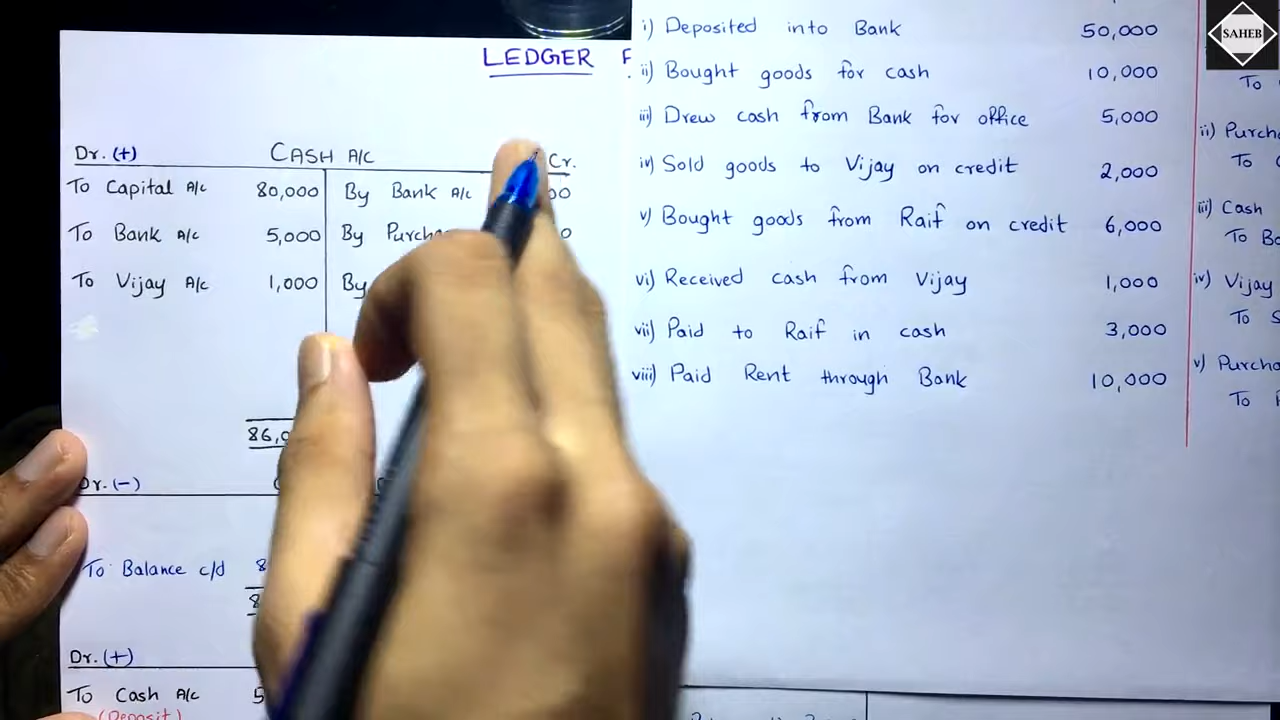 SAHEB
LEDGER
Dr. (+) CASH A/C Cr.
To Capital A/c 80,000 By Bank A/c
To Bank A/c 5,000 By
To Vijay A/c 1,000 By
Dr. (-)
To Balance c/d
Dr. (+)
To Cash A/c
(Deposit)
i) Deposited into Bank 50,000
ii) Bought goods for cash 10,000
iii) Drew cash from Bank for office 5,000
iv) Sold goods to Vijay on credit 2,000
v) Bought goods from Raif on credit 6,000
vi) Received cash from Vijay 1,000
vii) Paid to Raif in cash 3,000
viii) Paid Rent through Bank 10,000
To
ii)
To
iii) Cash
To
iv) Vijay
To
v)
To